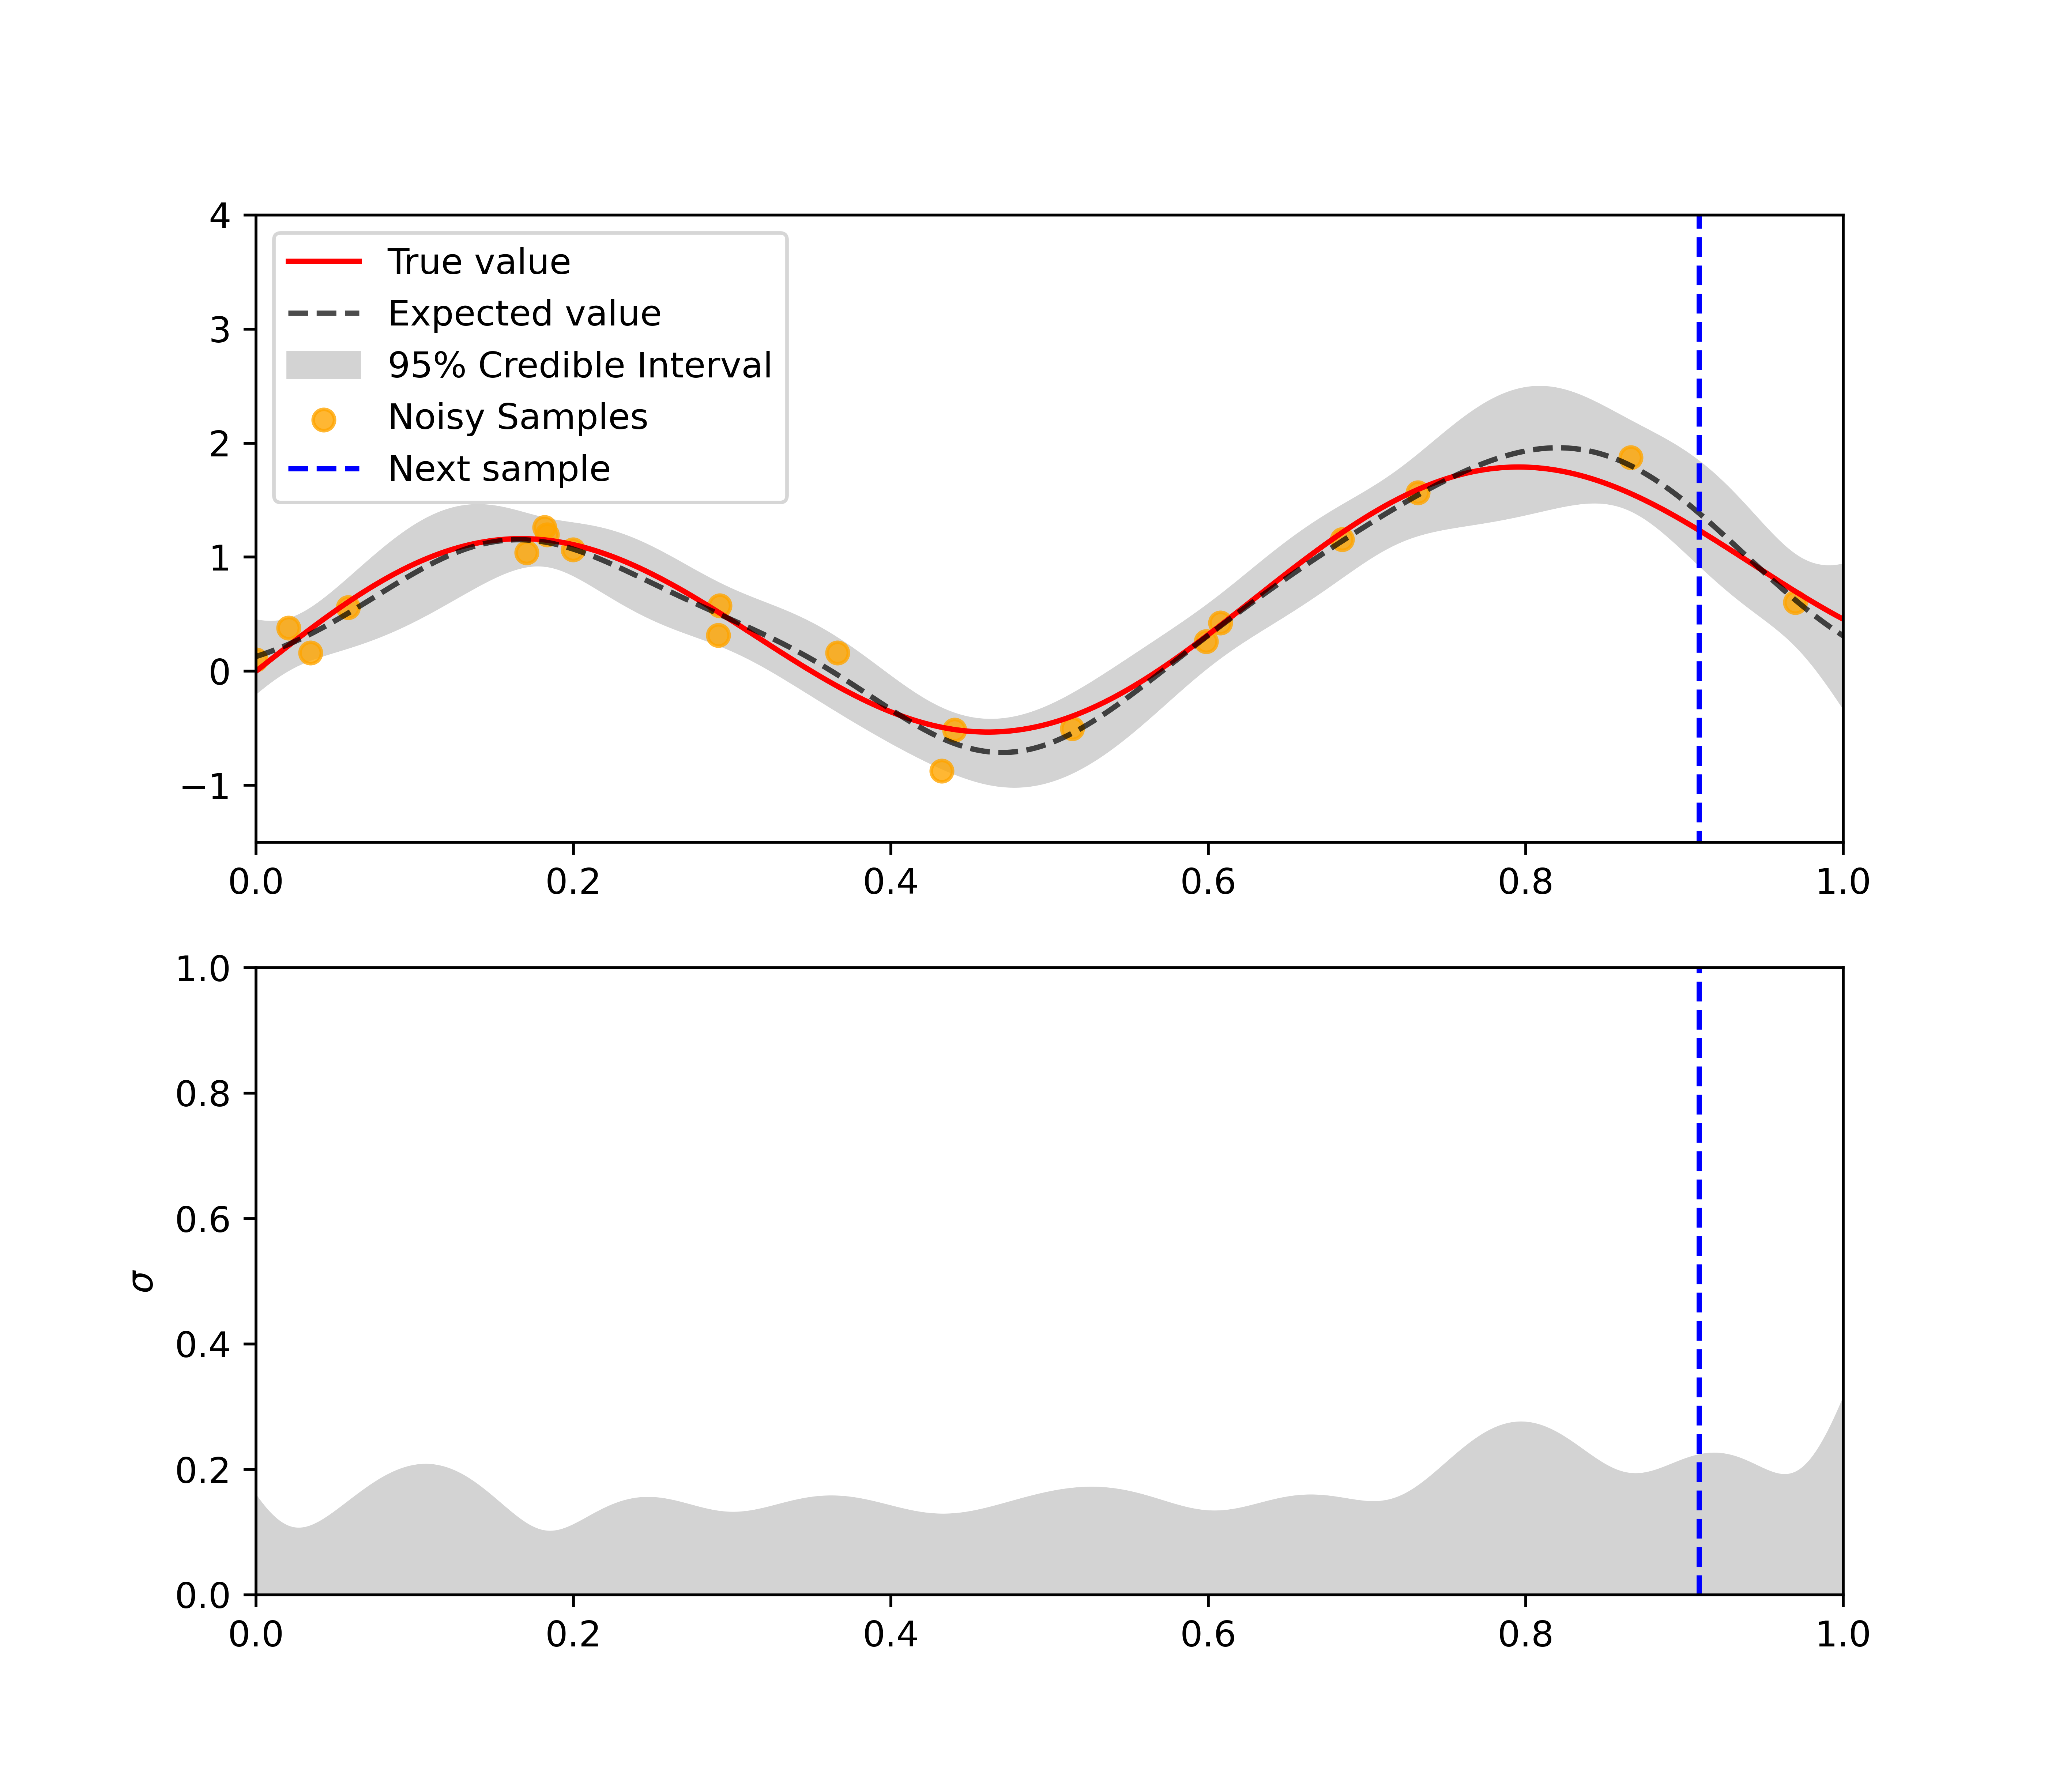 4
3
2
1
0
−1
True value
Expected value
95% Credible Interval
Noisy Samples
Next sample
0.0 0.2 0.4 0.6 0.8 1.0
σ
1.0
0.8
0.6
0.4
0.2
0.0
0.0 0.2 0.4 0.6 0.8 1.0